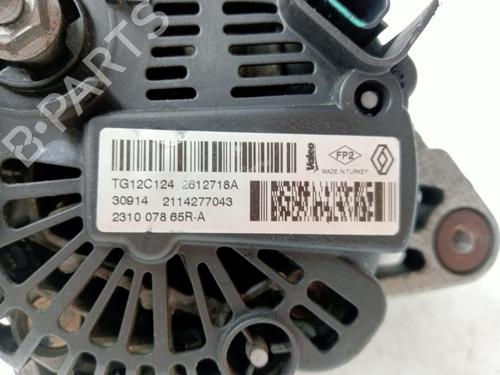 B-PARTS
Valeo
FP2
MADE IN TURKEY
TG12C124 2612718A
30914 2114277043
2310 078 65R-A